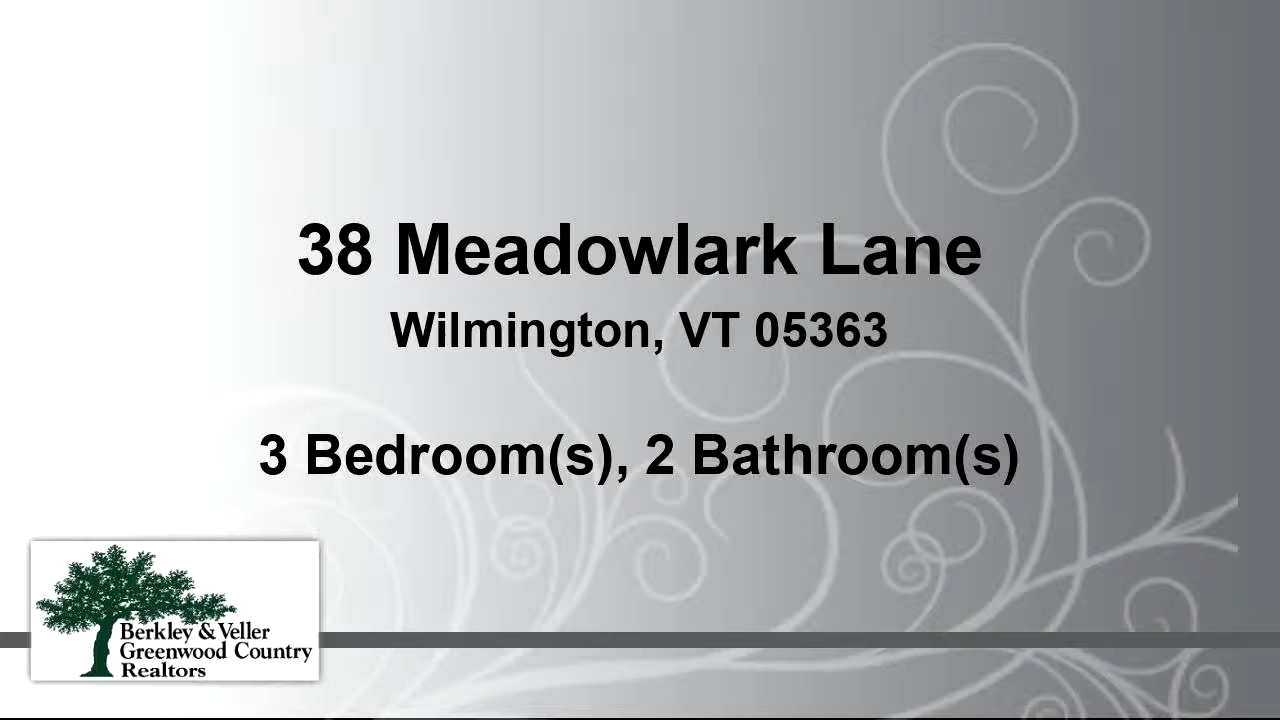 38 Meadowlark Lane
Wilmington, VT 05363
3 Bedroom(s), 2 Bathroom(s)
Berkley & Veller
Greenwood Country
Realtors